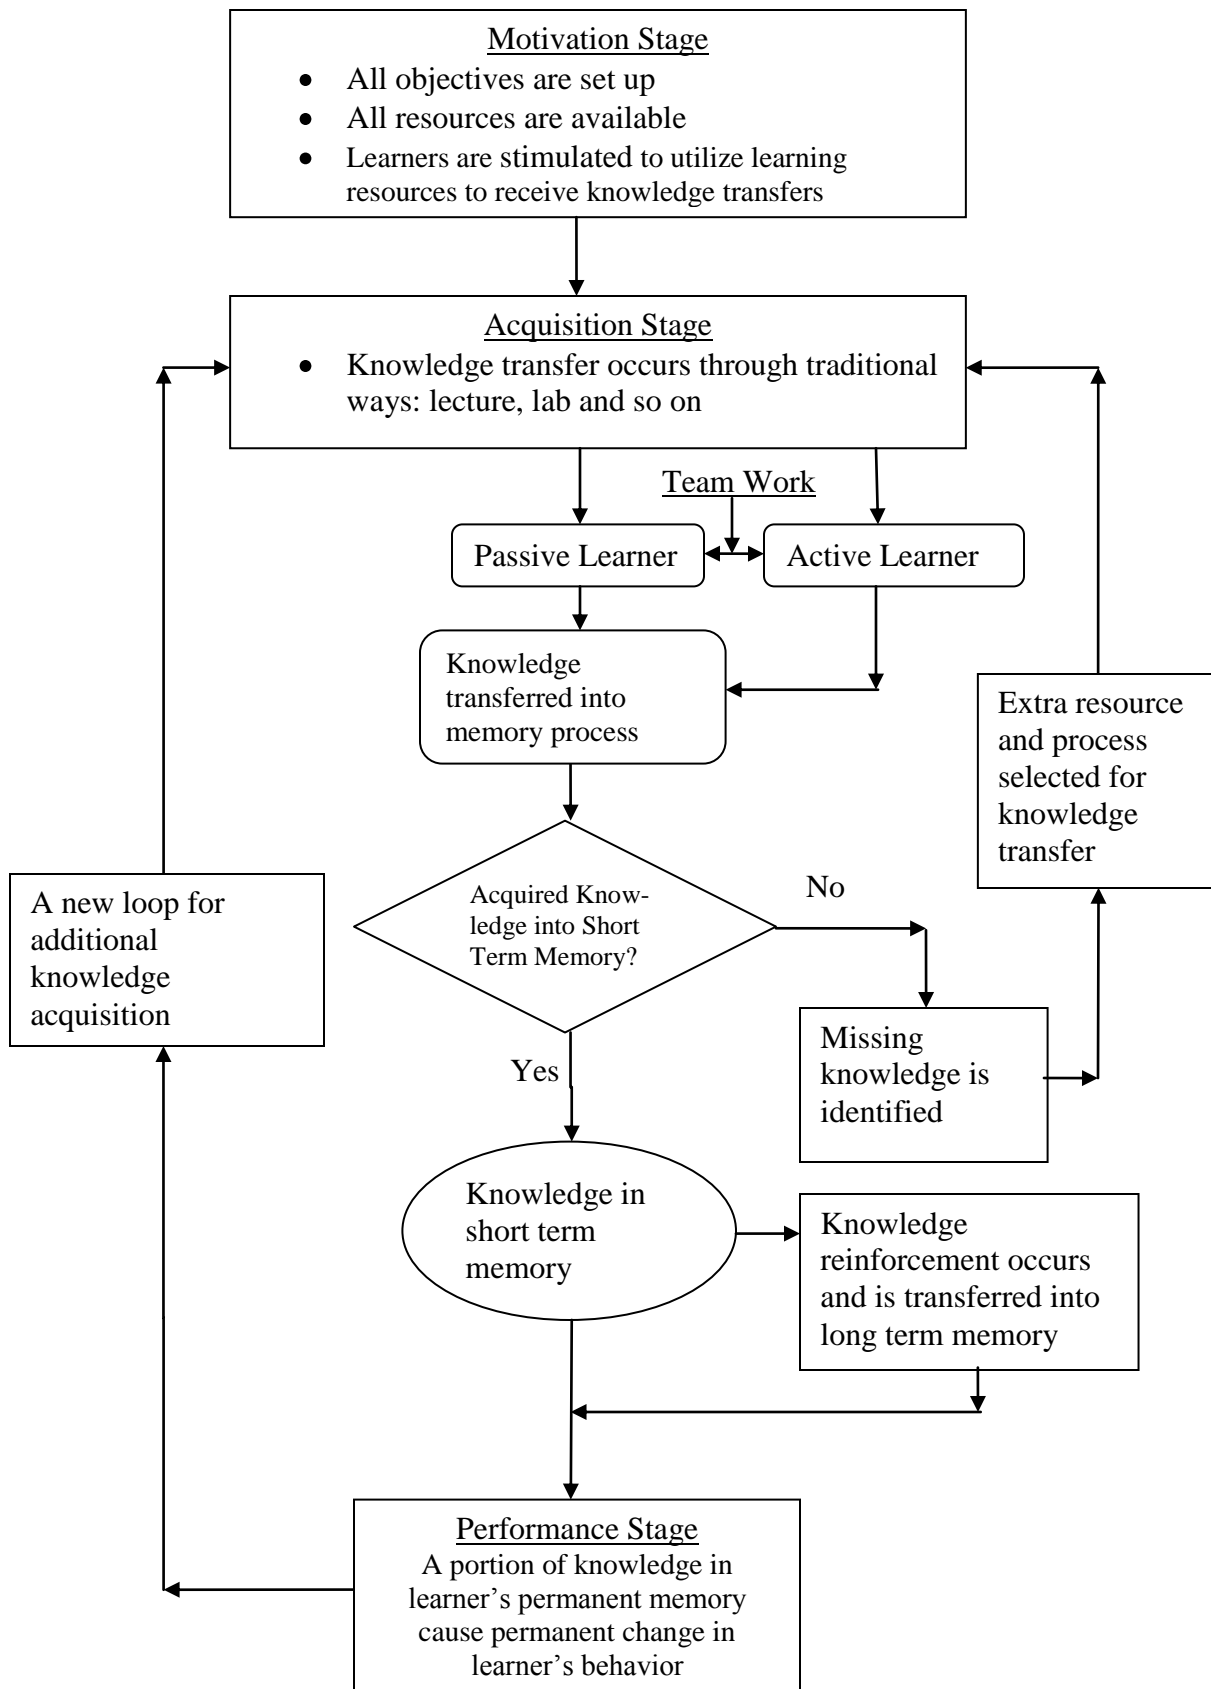 Motivation Stage
• All objectives are set up
• All resources are available
• Learners are stimulated to utilize learning
resources to receive knowledge transfers
Acquisition Stage
• Knowledge transfer occurs through traditional
ways: lecture, lab and so on
Team Work
Passive Learner
Active Learner
Knowledge
transferred into
memory process
Extra resource
and process
selected for
knowledge
transfer
A new loop for
additional
knowledge
acquisition
Acquired Know-
ledge into Short
Term Memory?
No
Missing
knowledge is
identified
Yes
Knowledge in
short term
memory
Knowledge
reinforcement occurs
and is transferred into
long term memory
Performance Stage
A portion of knowledge in
learner’s permanent memory
cause permanent change in
learner’s behavior